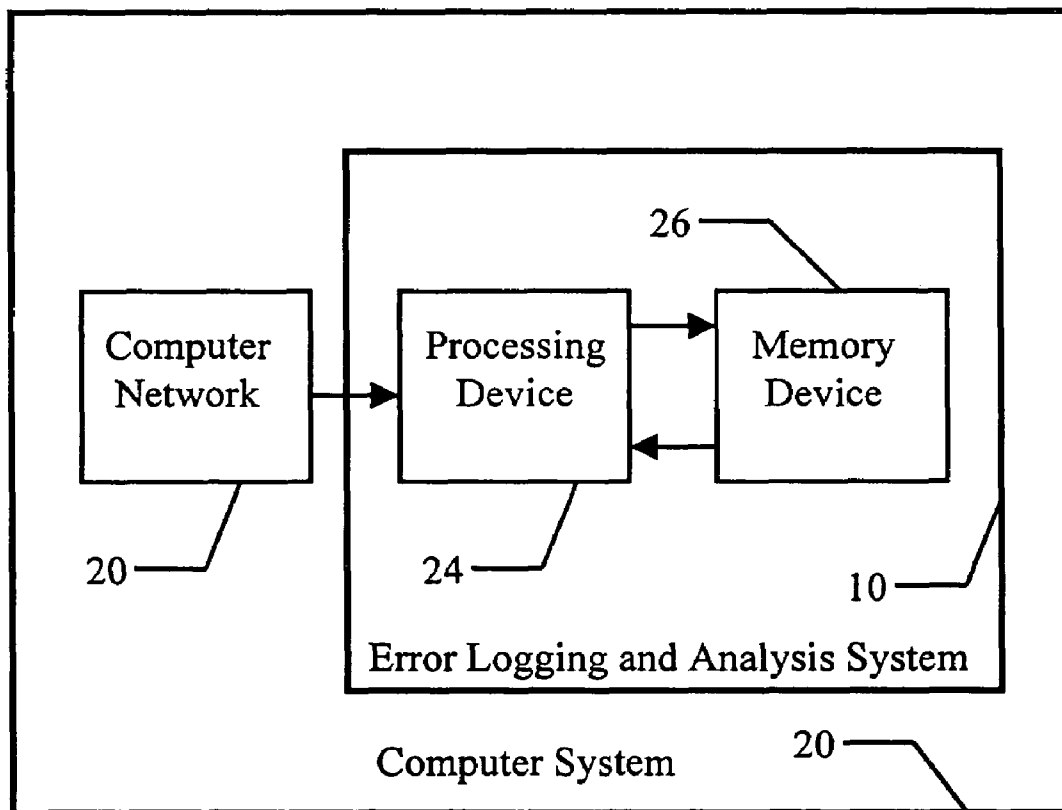 26
Computer
Network
Processing
Device
Memory
Device
20
24
10
Error Logging and Analysis System
Computer System
20